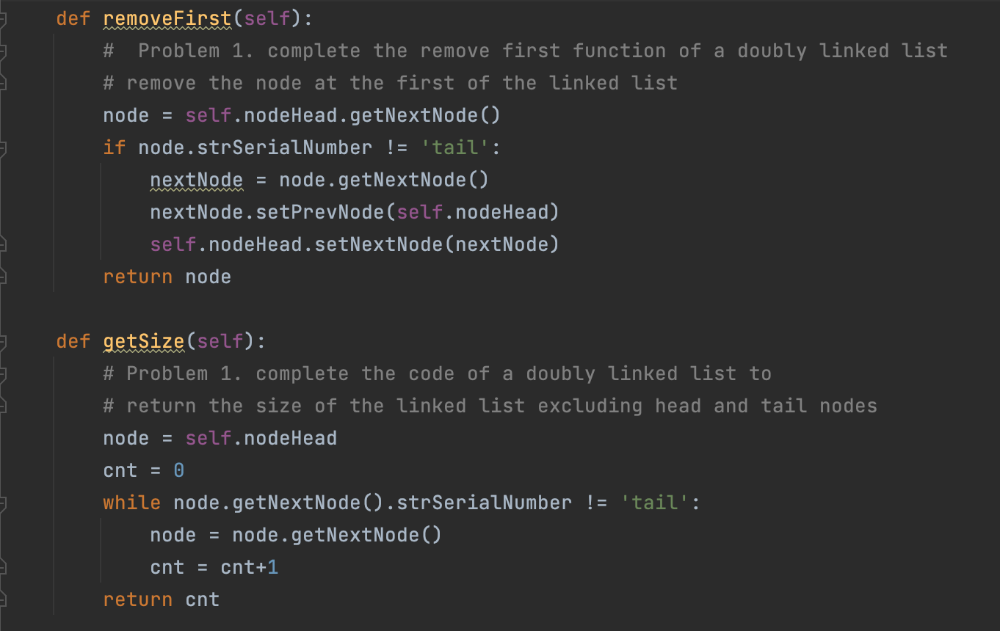 def removeFirst(self):
    #  Problem 1. complete the remove first function of a doubly linked list
    # remove the node at the first of the linked list
    node = self.nodeHead.getNextNode()
    if node.strSerialNumber != 'tail':
        nextNode = node.getNextNode()
        nextNode.setPrevNode(self.nodeHead)
        self.nodeHead.setNextNode(nextNode)
    return node

def getSize(self):
    # Problem 1. complete the code of a doubly linked list to
    # return the size of the linked list excluding head and tail nodes
    node = self.nodeHead
    cnt = 0
    while node.getNextNode().strSerialNumber != 'tail':
        node = node.getNextNode()
        cnt = cnt+1
    return cnt